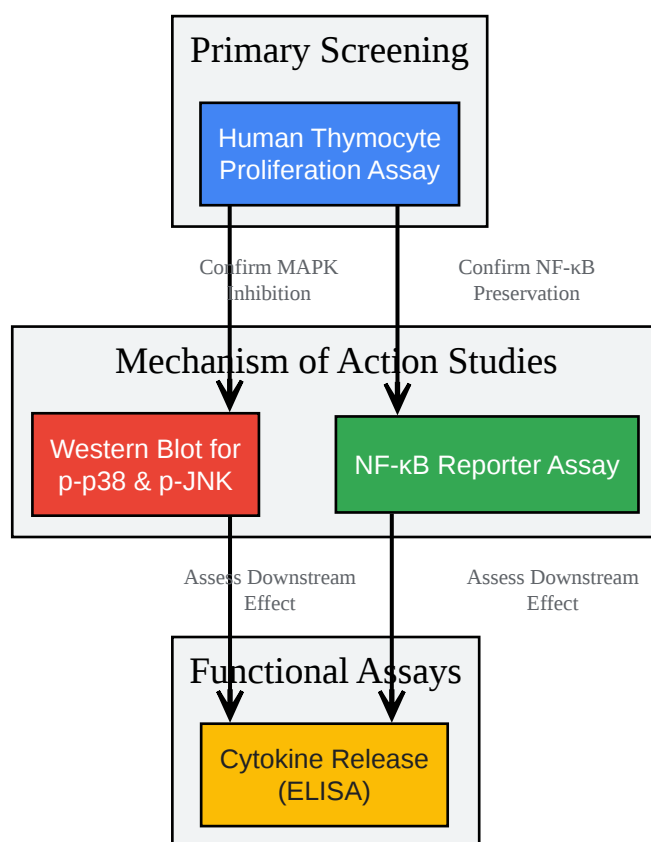 Primary Screening
Human Thymocyte
Proliferation Assay
Confirm MAPK
Inhibition
Confirm NF-κB
Preservation
Mechanism of Action Studies
Western Blot for
p-p38 & p-JNK
NF-κB Reporter Assay
Assess Downstream
Effect
Assess Downstream
Effect
Functional Assays
Cytokine Release
(ELISA)